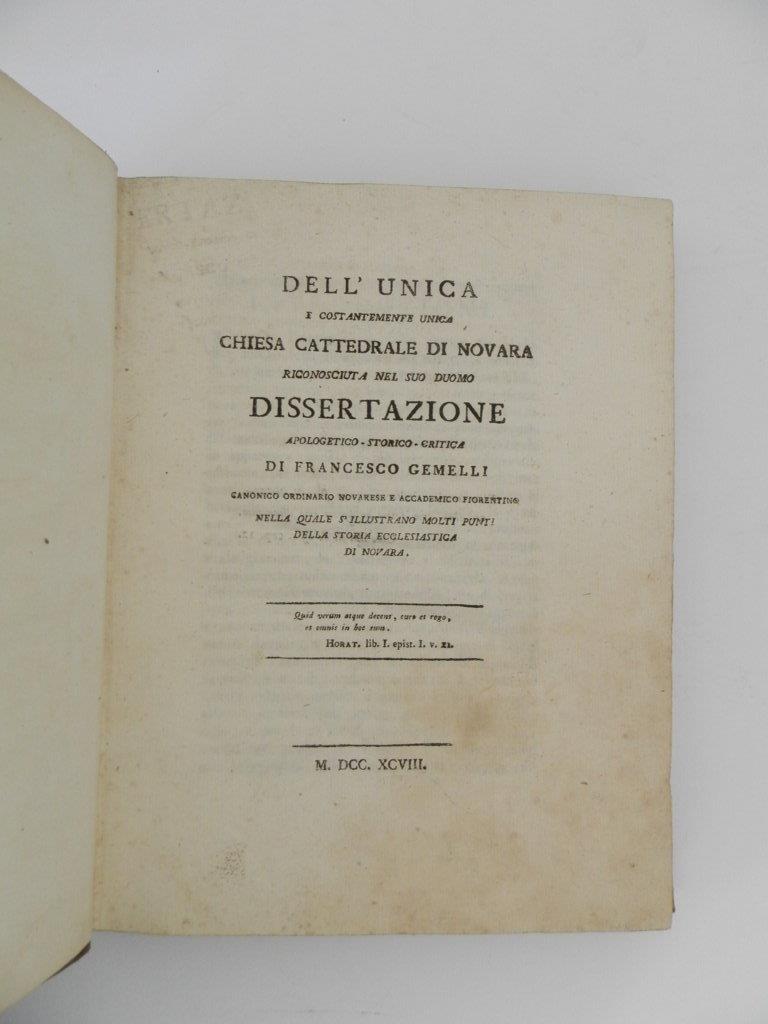 DELL' UNICA
E COSTANTEMENTE UNICA
CHIESA CATTEDRALE DI NOVARA
RICONOSCIUTA NEL SUO DUOMO
DISSERTAZIONE
APOLOGETICO-STORICO-CRITICA
DI FRANCESCO GEMELLI
CANONICO ORDINARIO NOVARESE E ACCADEMICO FIORENTINO
NELLA QUALE S'ILLUSTRANO MOLTI PUNTI
DELLA STORIA ECCLESIASTICA
DI NOVARA.
Quid verum atque decens, curo et rogo,
et omnis in hoc sum.
HORAT. lib. I. epist. I. v. II.
M. DCC. XCVIII.